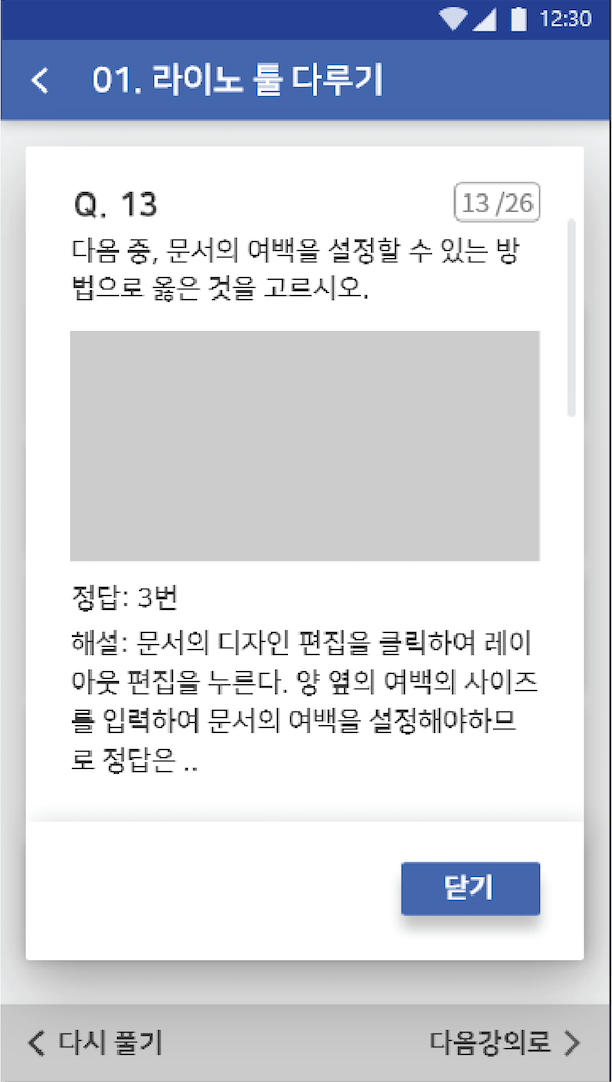 12:30
01. 라이노 툴 다루기
Q. 13
13 /26
다음 중, 문서의 여백을 설정할 수 있는 방
법으로 옳은 것을 고르시오.
정답: 3번
해설: 문서의 디자인 편집을 클릭하여 레이
아웃 편집을 누른다. 양 옆의 여백의 사이즈
를 입력하여 문서의 여백을 설정해야하므
로 정답은 ..
닫기
다시 풀기
다음강의로